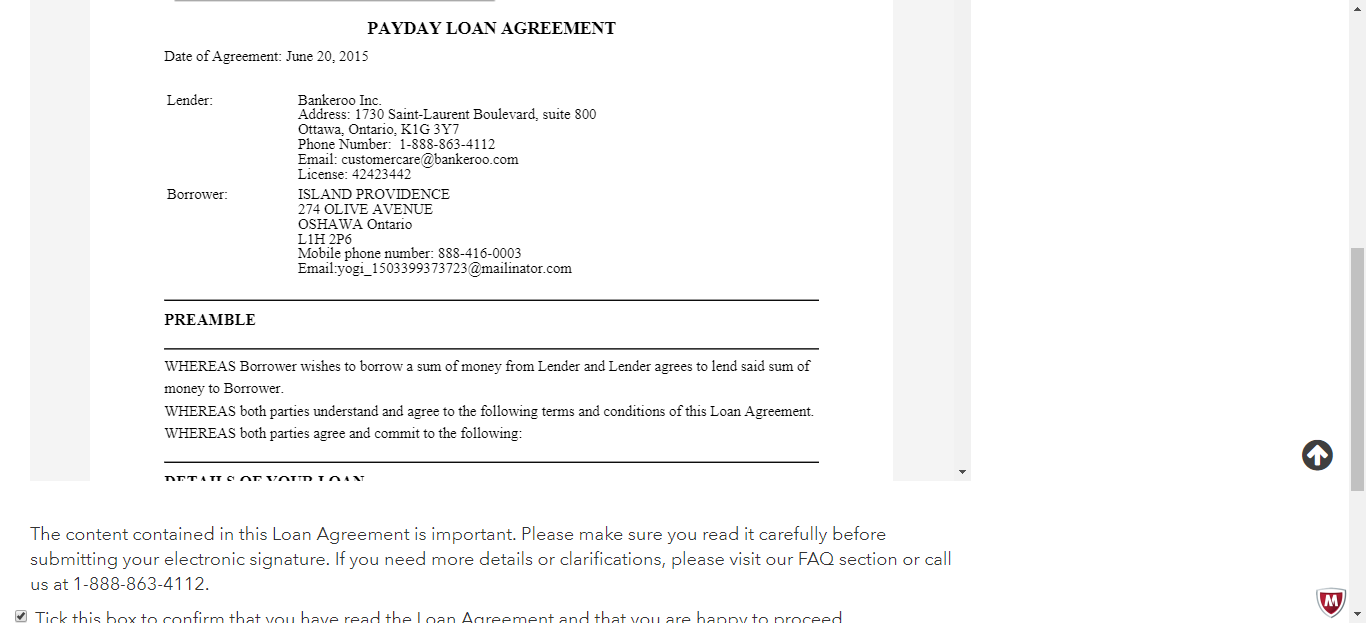 PAYDAY LOAN AGREEMENT
Date of Agreement: June 20, 2015
Lender: Bankeroo Inc.
Address: 1730 Saint-Laurent Boulevard, suite 800
Ottawa, Ontario, K1G 3Y7
Phone Number: 1-888-863-4112
Email: customercare@bankeroo.com
License: 42423442
Borrower: ISLAND PROVIDENCE
274 OLIVE AVENUE
OSHAWA Ontario
L1H 2P6
Mobile phone number: 888-416-0003
Email:yogi_1503399373723@mailinator.com
PREAMBLE
WHEREAS Borrower wishes to borrow a sum of money from Lender and Lender agrees to lend said sum of
money to Borrower.
WHEREAS both parties understand and agree to the following terms and conditions of this Loan Agreement.
WHEREAS both parties agree and commit to the following:
DETAILS OF YOUR LOAN
The content contained in this Loan Agreement is important. Please make sure you read it carefully before
submitting your electronic signature. If you need more details or clarifications, please visit our FAQ section or call
us at 1-888-863-4112.
Tick this box to confirm that you have read the Loan Agreement and that you are happy to proceed